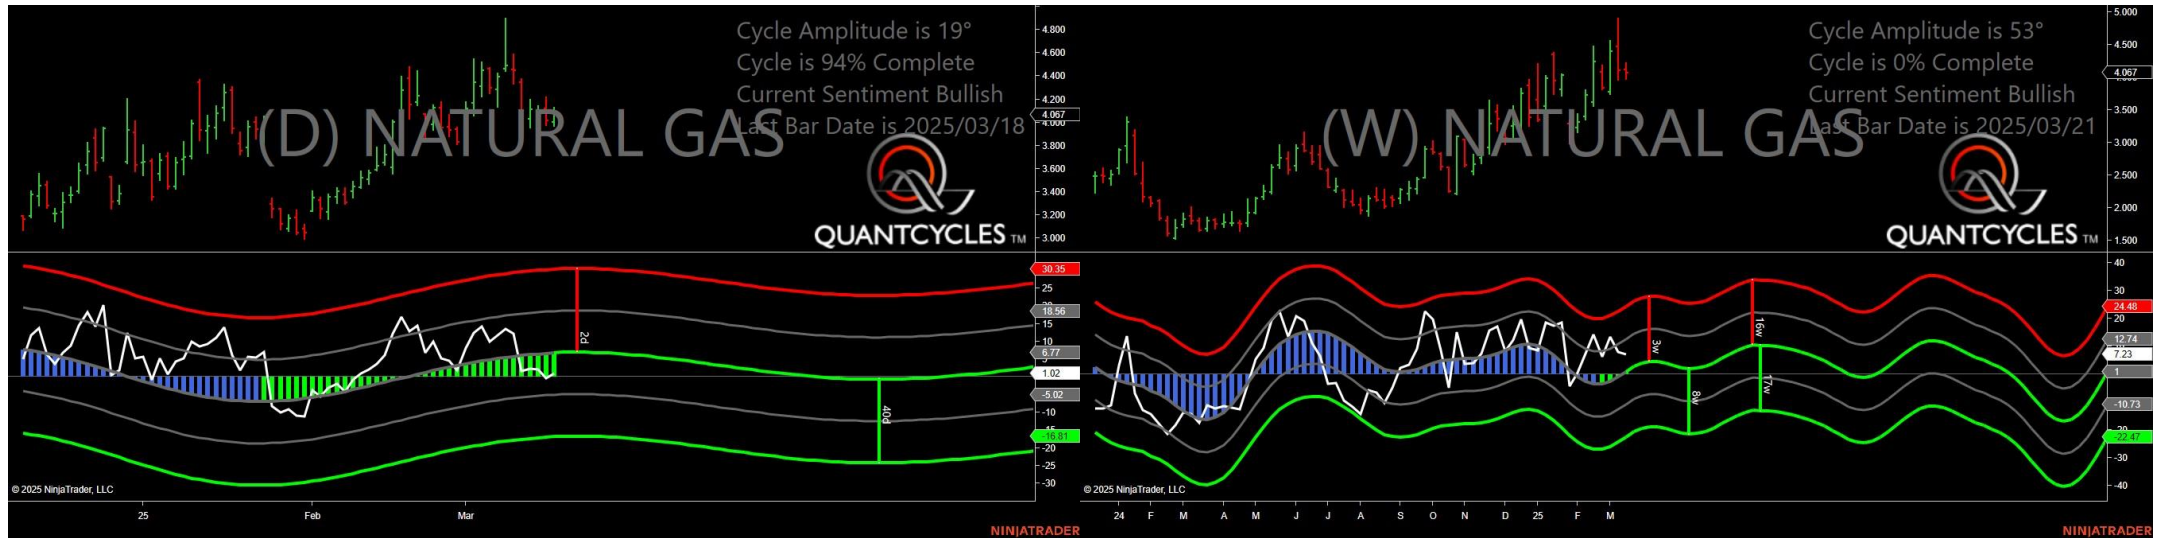 Cycle Amplitude is 19°
Cycle is 94% Complete
Current Sentiment Bullish
Last Bar Date is 2025/03/18
(D) NATURAL GAS
QUANTCYCLES TM
4.800
4.600
4.400
4.200
4.067
4.000
3.800
3.600
3.400
3.200
3.000
30.35
25
18.56
15
10
6.77
1.02
-5.02
-10
-16.81
-20
-25
-30
2d
40d
© 2025 NinjaTrader, LLC
25 Feb Mar
NINJATRADER
Cycle Amplitude is 53°
Cycle is 0% Complete
Current Sentiment Bullish
Last Bar Date is 2025/03/21
(W) NATURAL GAS
QUANTCYCLES TM
5.000
4.500
4.067
3.500
3.000
2.500
2.000
1.500
40
30
24.48
20
12.74
7.23
1
-10.73
-22.47
-30
-40
3w
8w
16w
17w
© 2025 NinjaTrader, LLC
24 F M A M J J A S O N D 25 F M
NINJATRADER